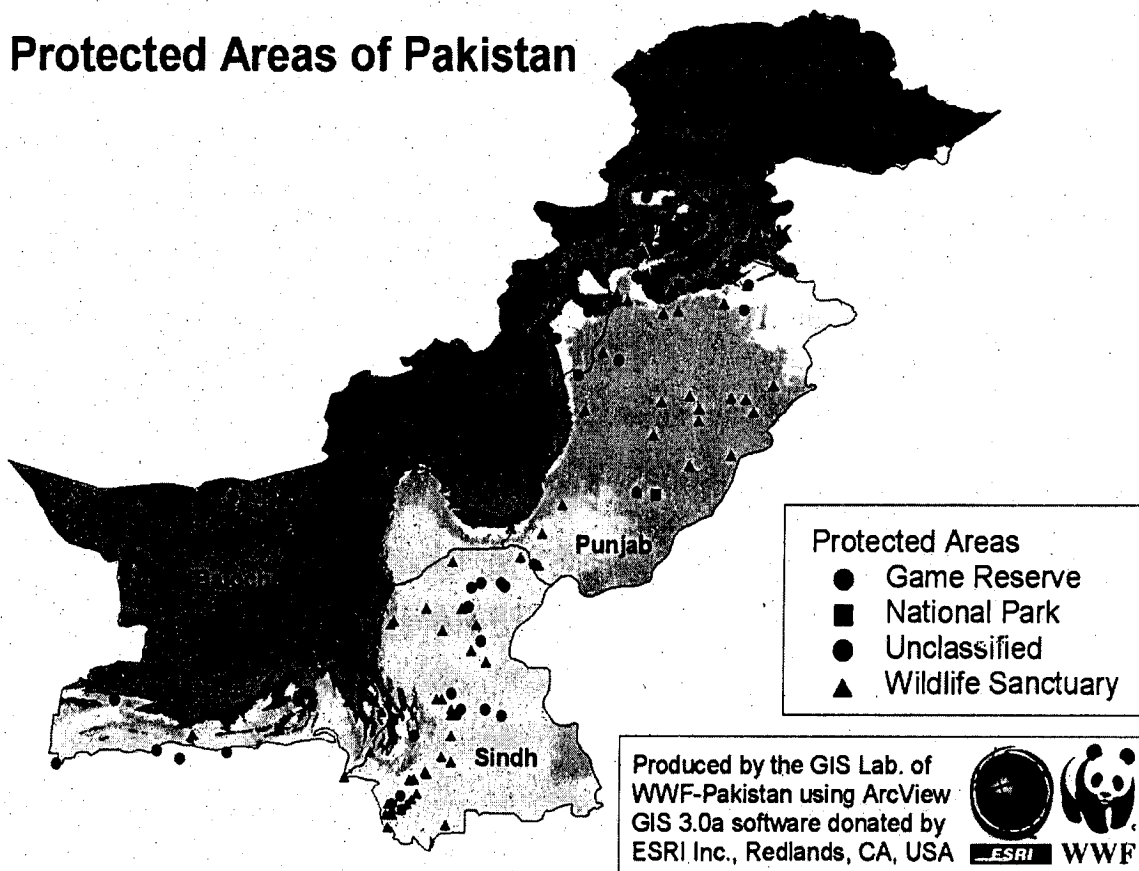 Protected Areas of Pakistan
Punjab
Sindh
Protected Areas
Game Reserve
National Park
Unclassified
Wildlife Sanctuary
Produced by the GIS Lab. of
WWF-Pakistan using ArcView
GIS 3.0a software donated by
ESRI Inc., Redlands, CA, USA
ESRI WWF